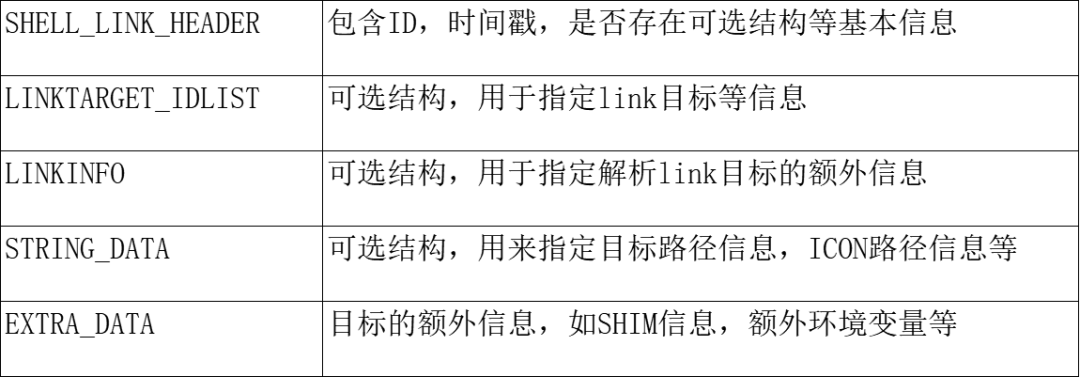 SHELL_LINK_HEADER 包含ID，时间戳，是否存在可选结构等基本信息
LINKTARGET_IDLIST 可选结构，用于指定link目标等信息
LINKINFO 可选结构，用于指定解析link目标的额外信息
STRING_DATA 可选结构，用来指定目标路径信息，ICON路径信息等
EXTRA_DATA 目标的额外信息，如SHIM信息，额外环境变量等